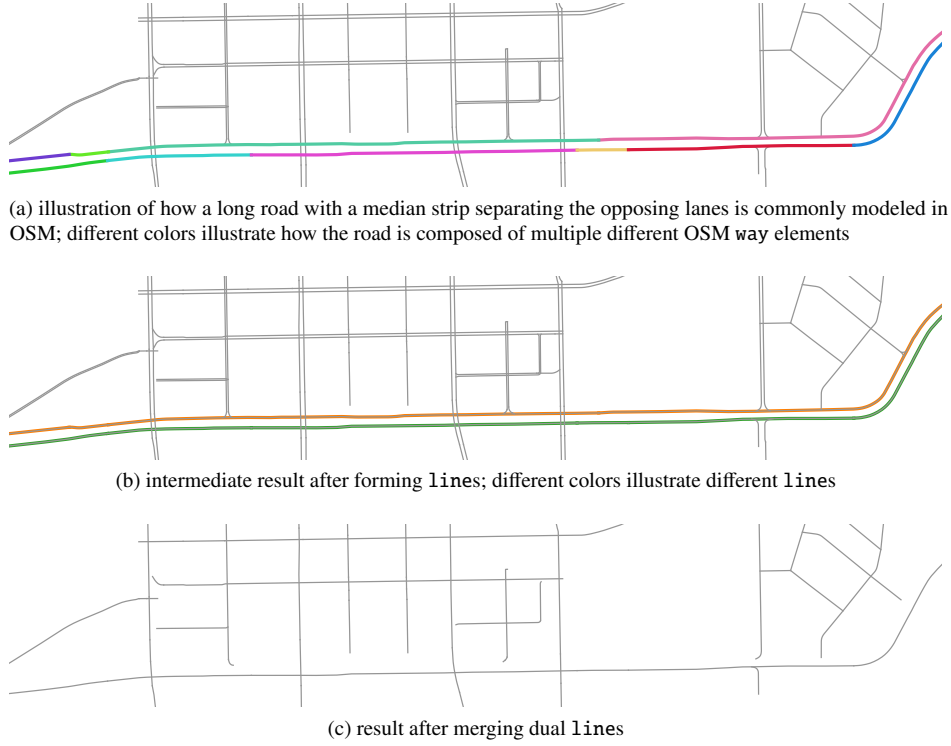 (a) illustration of how a long road with a median strip separating the opposing lanes is commonly modeled in
OSM; different colors illustrate how the road is composed of multiple different OSM way elements
(b) intermediate result after forming lines; different colors illustrate different lines
(c) result after merging dual lines